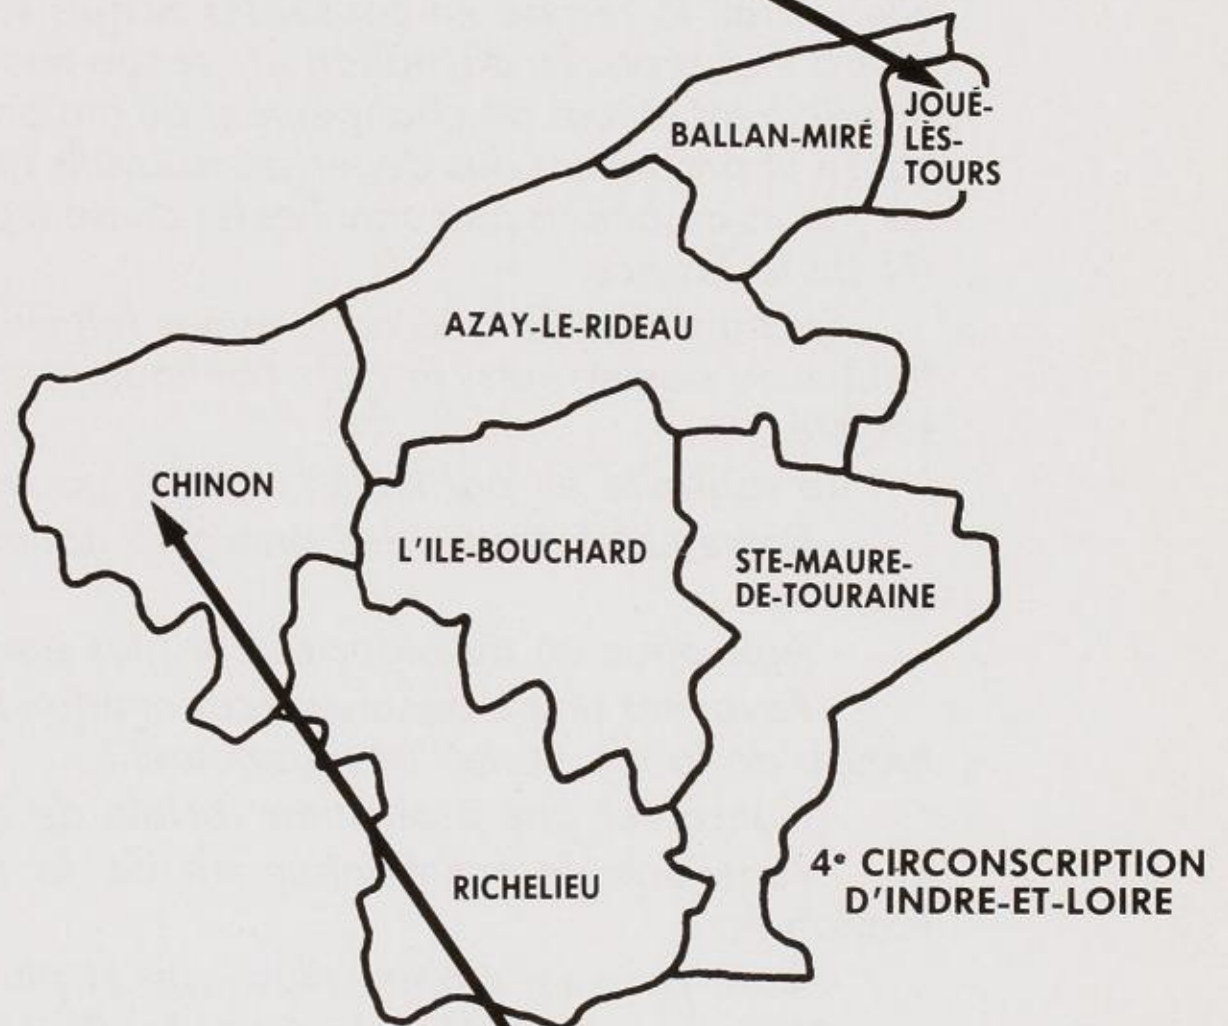 JOUÉ-
LÈS-
TOURS
BALLAN-MIRÉ
AZAY-LE-RIDEAU
CHINON
L'ILE-BOUCHARD
STE-MAURE-
DE-TOURAINE
RICHELIEU
4e CIRCONSCRIPTION
D'INDRE-ET-LOIRE